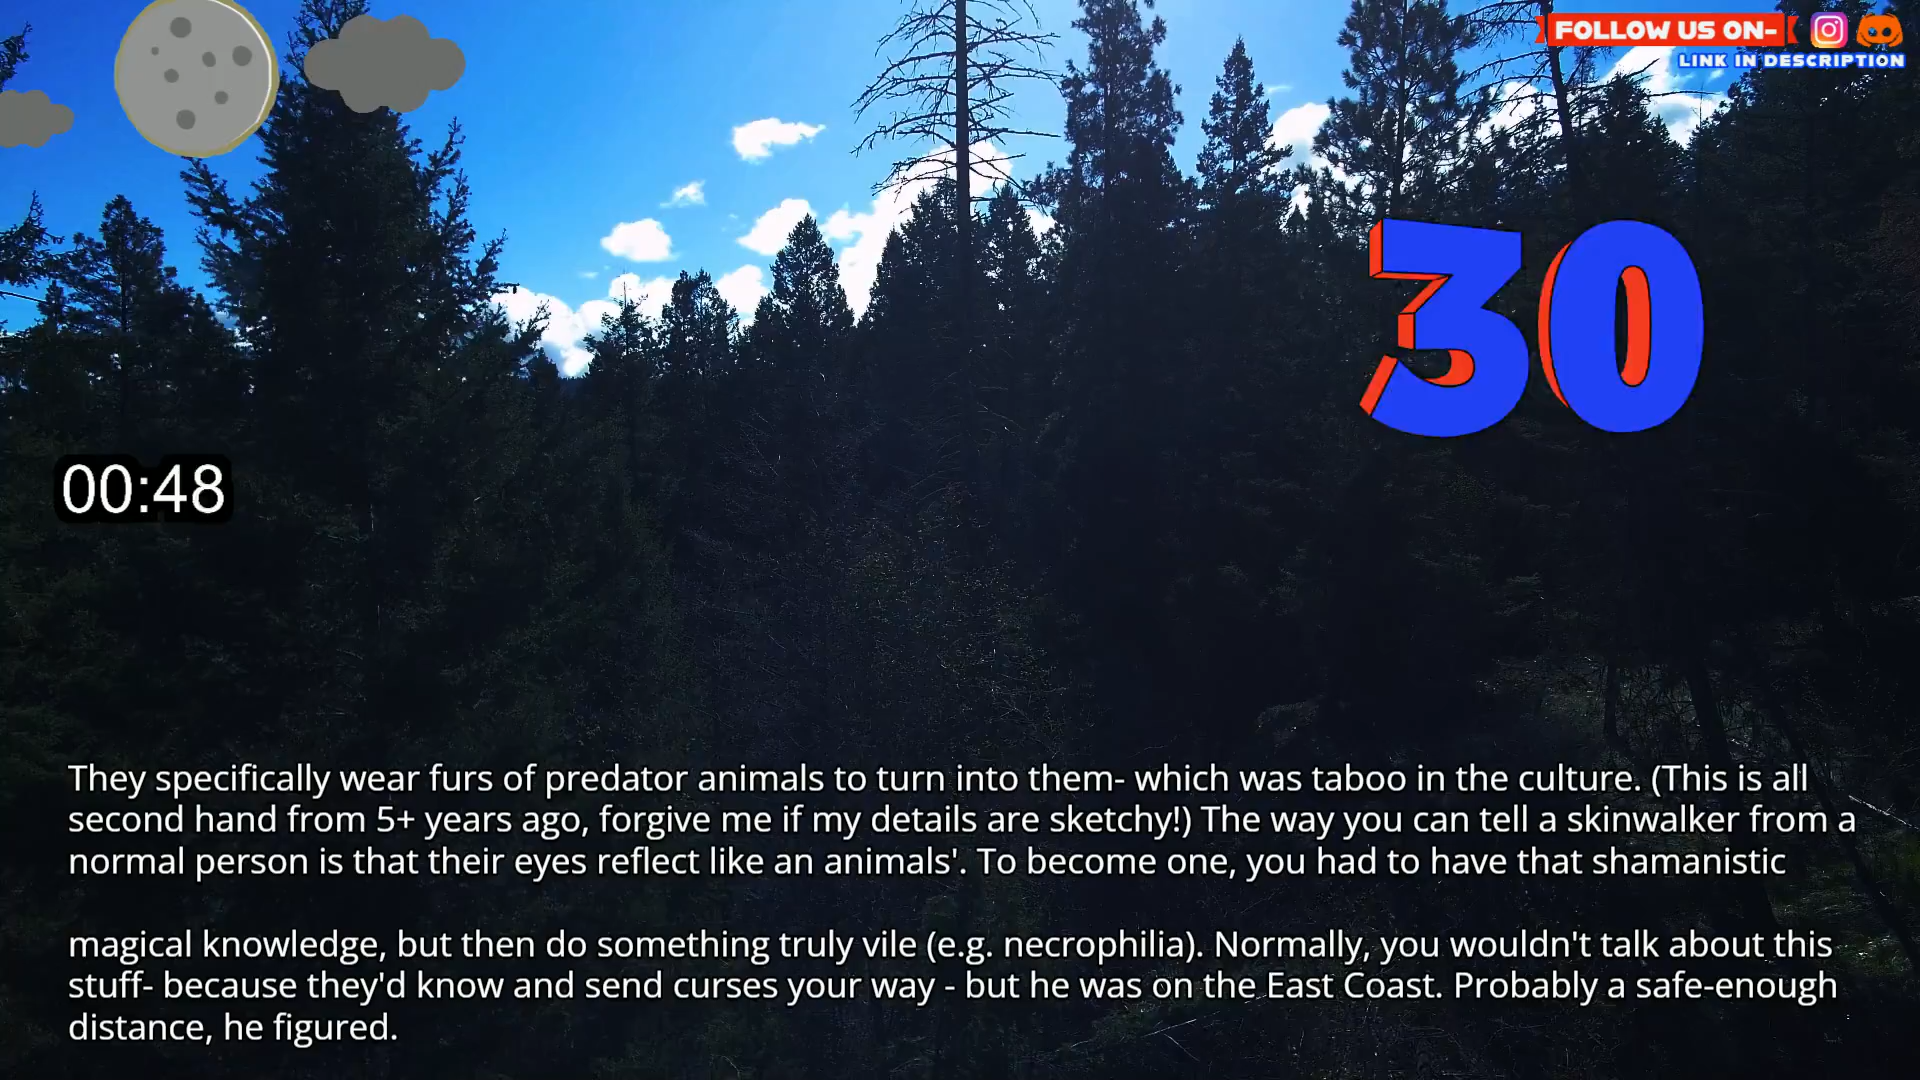 FOLLOW US ON-
LINK IN DESCRIPTION
30
00:48
They specifically wear furs of predator animals to turn into them- which was taboo in the culture. (This is all
second hand from 5+ years ago, forgive me if my details are sketchy!) The way you can tell a skinwalker from a
normal person is that their eyes reflect like an animals'. To become one, you had to have that shamanistic
magical knowledge, but then do something truly vile (e.g. necrophilia). Normally, you wouldn't talk about this
stuff- because they'd know and send curses your way - but he was on the East Coast. Probably a safe-enough
distance, he figured.